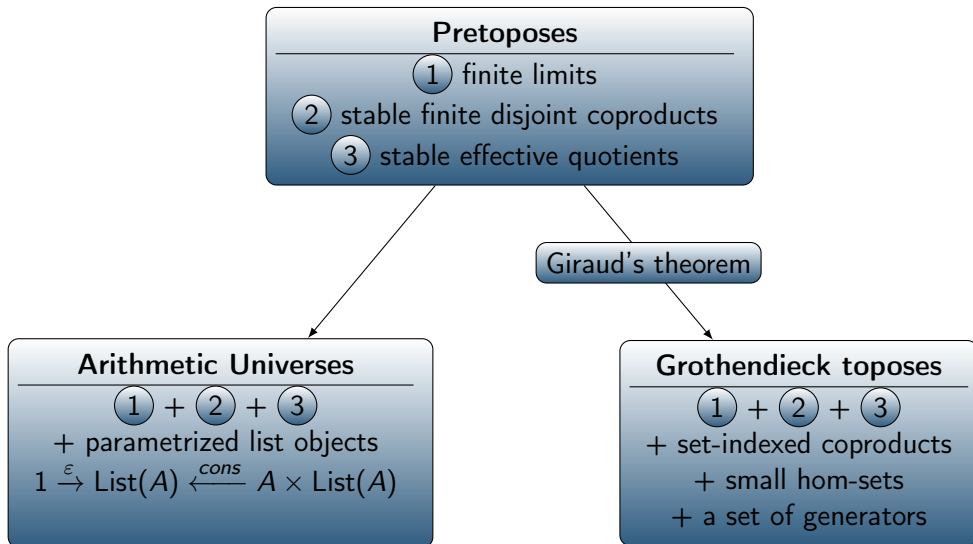 Pretoposes
1 finite limits
2 stable finite disjoint coproducts
3 stable effective quotients
Giraud's theorem
Arithmetic Universes
1 + 2 + 3
+ parametrized list objects
1 →^ε List(A) ←^cons A × List(A)
Grothendieck toposes
1 + 2 + 3
+ set-indexed coproducts
+ small hom-sets
+ a set of generators